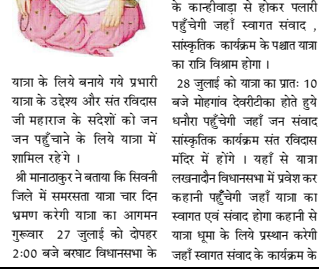 यात्रा के लिये बनाये गये प्रभारी
यात्रा के उद्देश्य और संत रविदास
जी महाराज के संदेशों को जन
जन पहुँचाने के लिये यात्रा में
शामिल रहेगे ।
श्री मानाठाकुर ने बताया कि सिवनी
जिले में समरसता यात्रा चार दिन
भ्रमण करेगी यात्रा का आगमन
गुरूवार 27 जुलाई को दोपहर
2:00 बजे बरघाट विधानसभा के
के कान्हीवाड़ा से होकर पलारी
पहुँचेगी जहाँ स्वागत संवाद ,
सांस्कृतिक कार्यक्रम के पश्चात यात्रा
का रात्रि विश्राम होगा ।
28 जुलाई को यात्रा का प्रातः 10
बजे मोहगांव देवरीटीका होते हुये
धनौरा पहुँचेगी जहाँ जन संवाद
सांस्कृतिक कार्यक्रम संत रविदास
मंदिर में होंगे । यहाँ से यात्रा
लखनादौन विधानसभा में प्रवेश कर
कहानी पहुँचेगी जहाँ यात्रा का
स्वागत एवं संवाद होगा कहानी से
यात्रा धूमा के लिये प्रस्थान करेगी
जहाँ स्वागत संवाद के कार्यक्रम के